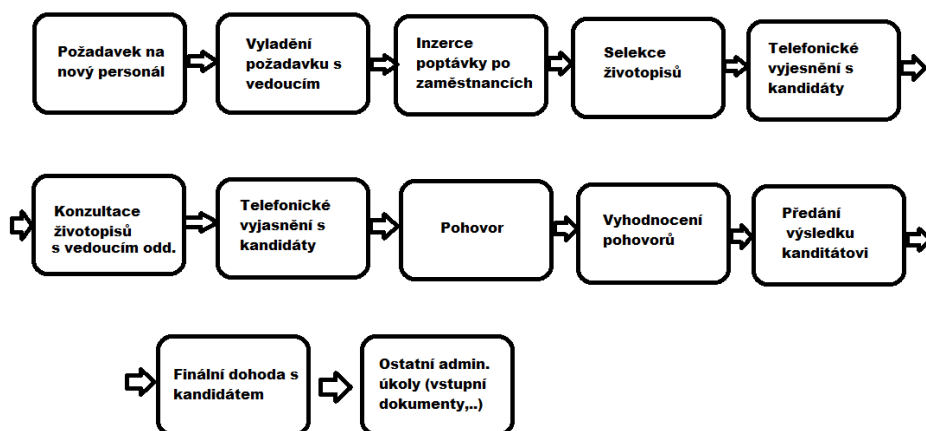 Požadavek na
nový personál
Vyladění
požadavku s
vedoucím
Inzerce
poptávky po
zaměstnancích
Selekce
životopisů
Telefonické
vyjesnění s
kandidáty
Konzultace
životopisů
s vedoucím odd.
Telefonické
vyjasnění s
kandidáty
Pohovor
Vyhodnocení
pohovorů
Předání
výsledku
kanditátovi
Finální dohoda s
kandidátem
Ostatní admin.
úkoly (vstupní
dokumenty,..)